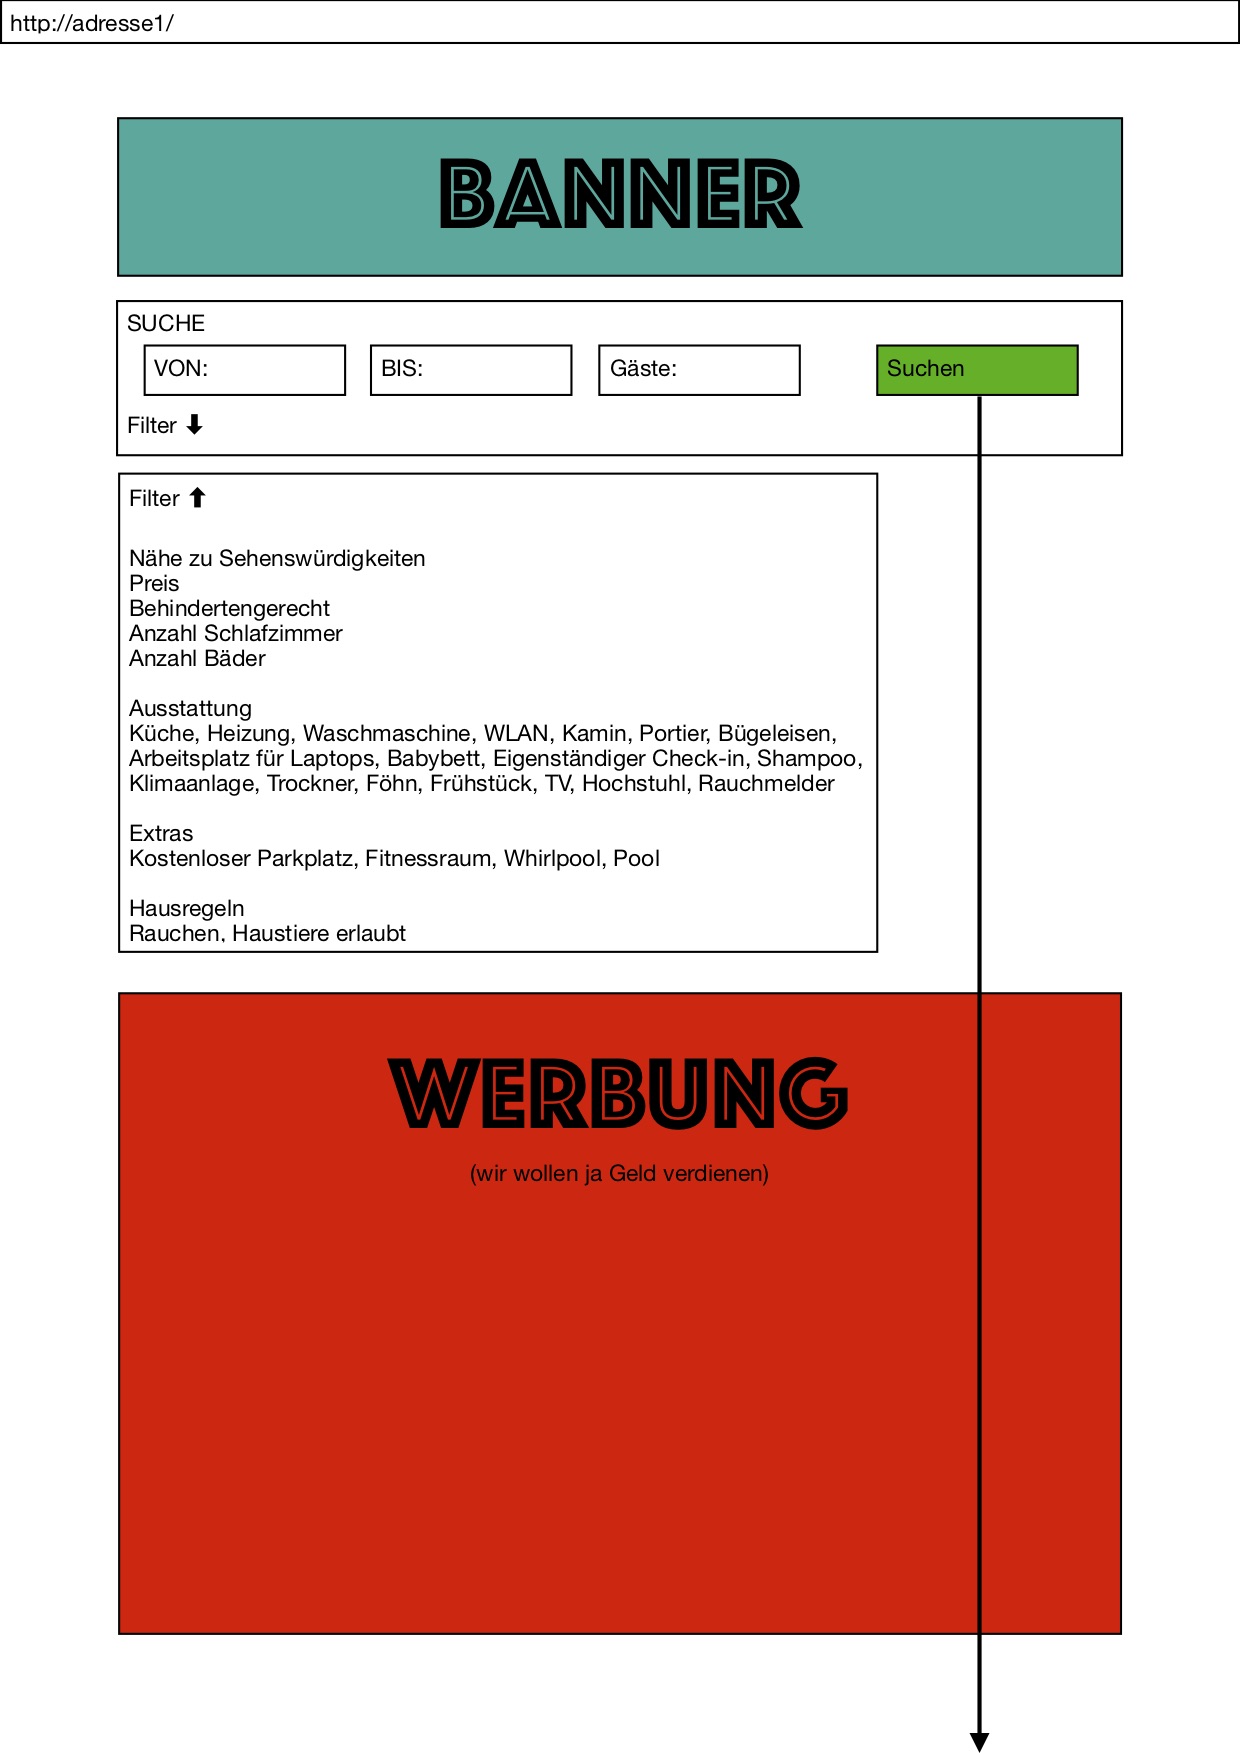 http://adresse1/
BANNER
SUCHE
VON:
BIS:
Gäste:
Suchen
Filter ⬇
Filter ⬆
Nähe zu Sehenswürdigkeiten
Preis
Behindertengerecht
Anzahl Schlafzimmer
Anzahl Bäder
Ausstattung
Küche, Heizung, Waschmaschine, WLAN, Kamin, Portier, Bügeleisen,
Arbeitsplatz für Laptops, Babybett, Eigenständiger Check-in, Shampoo,
Klimaanlage, Trockner, Föhn, Frühstück, TV, Hochstuhl, Rauchmelder
Extras
Kostenloser Parkplatz, Fitnessraum, Whirlpool, Pool
Hausregeln
Rauchen, Haustiere erlaubt
WERBUNG
(wir wollen ja Geld verdienen)